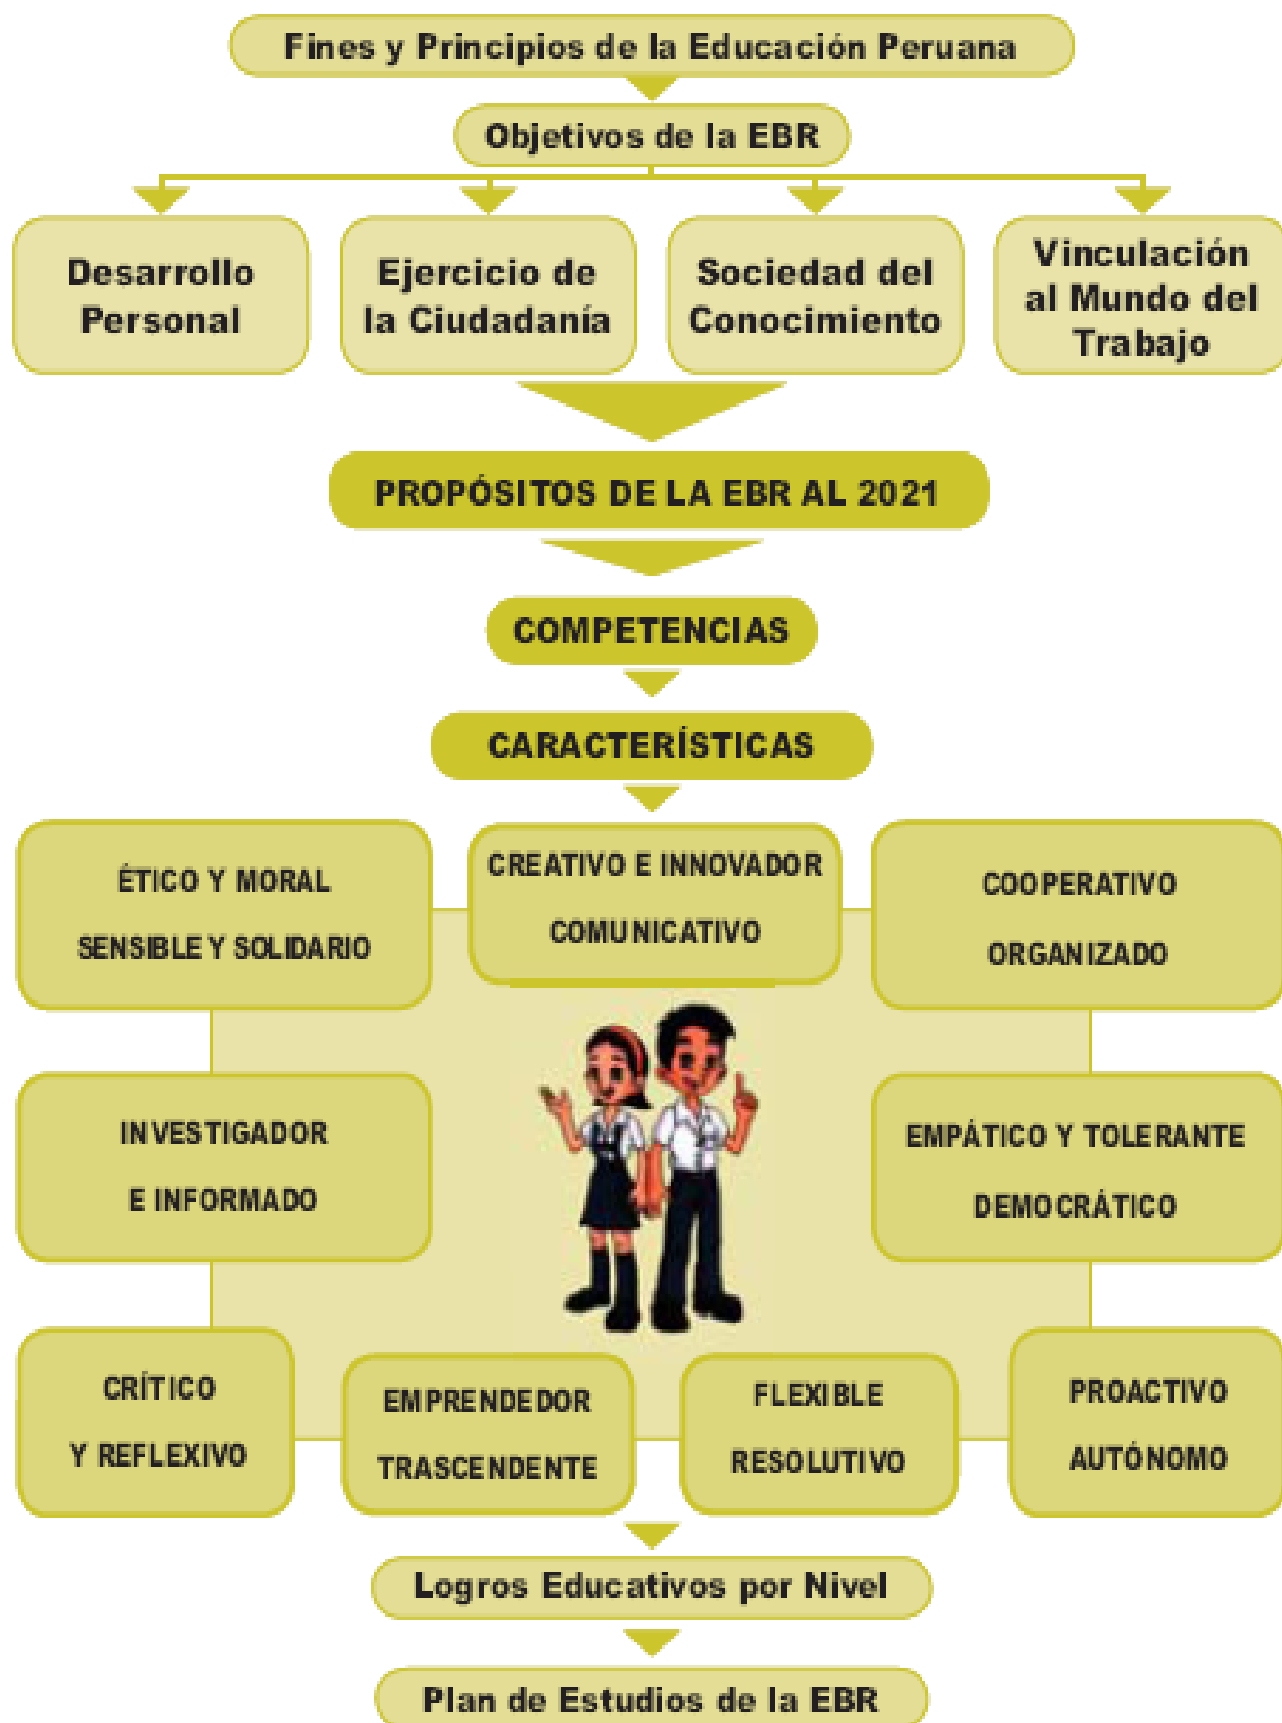 Fines y Principios de la Educación Peruana
Objetivos de la EBR
Desarrollo
Personal
Ejercicio de
la Ciudadanía
Sociedad del
Conocimiento
Vinculación
al Mundo del
Trabajo
PROPÓSITOS DE LA EBR AL 2021
COMPETENCIAS
CARACTERÍSTICAS
ÉTICO Y MORAL
SENSIBLE Y SOLIDARIO
CREATIVO E INNOVADOR
COMUNICATIVO
COOPERATIVO
ORGANIZADO
INVESTIGADOR
E INFORMADO
EMPÁTICO Y TOLERANTE
DEMOCRÁTICO
CRÍTICO
Y REFLEXIVO
EMPRENDEDOR
TRASCENDENTE
FLEXIBLE
RESOLUTIVO
PROACTIVO
AUTÓNOMO
Logros Educativos por Nivel
Plan de Estudios de la EBR